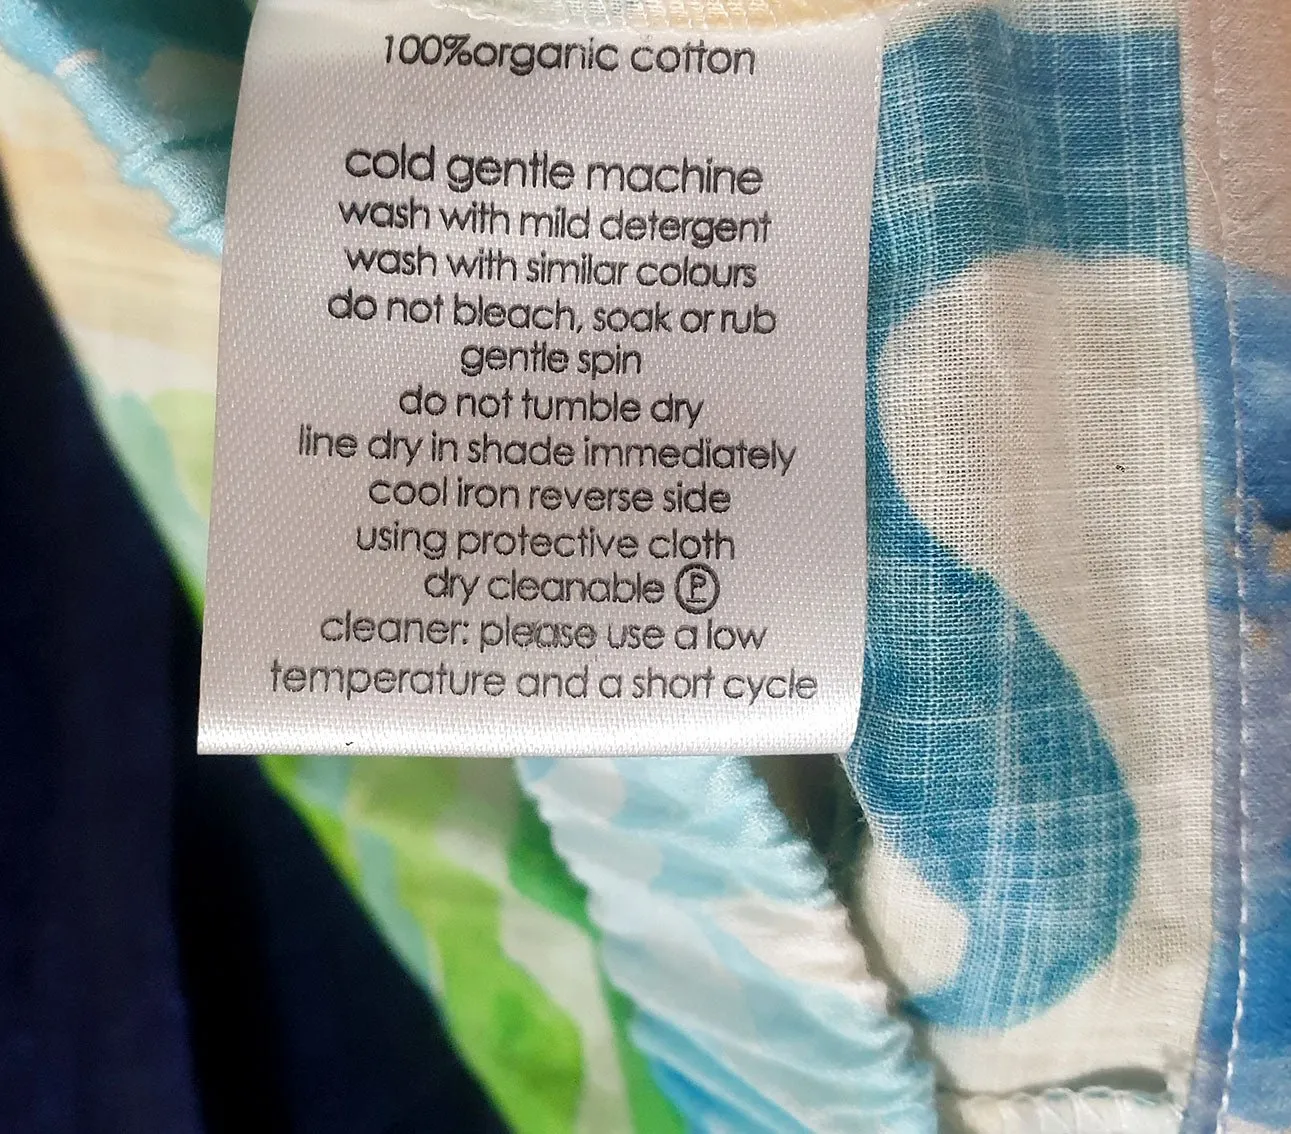 100%organic cotton
cold gentle machine
wash with mild detergent
wash with similar colours
do not bleach, soak or rub
gentle spin
do not tumble dry
line dry in shade immediately
cool iron reverse side
using protective cloth
dry cleanable Ⓟ
cleaner: please use a low
temperature and a short cycle